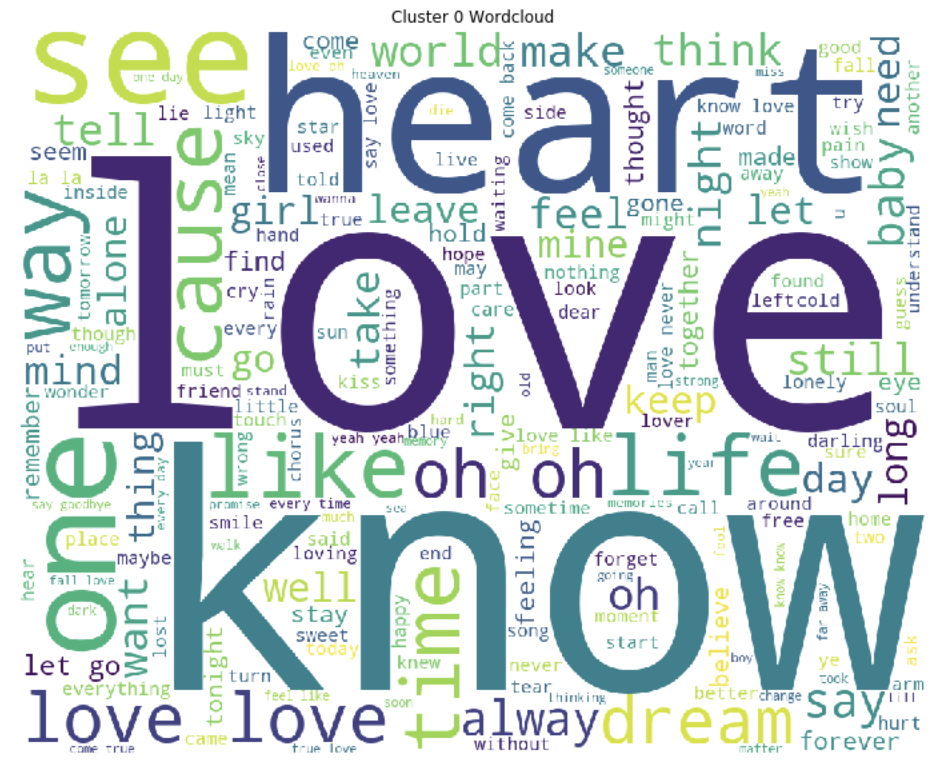 Cluster 0 Wordcloud
see
heart
come
even
world
make
think
good
fall
baby need
another
one day
love oh
heaven
say love
die
come back
someone
miss
tell
lie
light
star
used
sky
mean
close
told
wanna
live
side
thought
know love
word
try
wish
pain
show
made
away
yeah
seem
la la
inside
cause
girl
true
hand
leave
hold
waiting
feel
gone
might
night
let
u
way
tomorrow
alone
love
find
cry
rain
hope
may
part
care
mine
nothing
look
dear
together
found
leftcold
guess
understand
though
put
enough
every
sun
take
something
kiss
go
must
right
old
man
love never
strong
still
lonely
eye
mind
wonder
friend
stand
little
touch
keep
lover
soul
remember
one
thing
every day
wrong
chorus
yeah yeah
memory
blue
hard
give
love like
bring
wait
darling
sure
long
like
oh oh
life
year
day
say goodbye
promise
every time
sea
face
sometime
memories
call
around
free
place
maybe
smile
much
know
home
two
hear
fall love
dark
want
lost
walk
said
loving
well
stay
sweet
today
end
time
happy
knew
feeling
song
forget
going
oh
moment
start
believe
fool
boy
know know
far away
ask
let go
everything
tonight
turn
feel like
soon
never
tear
thinking
better
change
ye
took
arm
till
love love
came
come true
true love
alway
without
dream
matter
say
hurt
forever